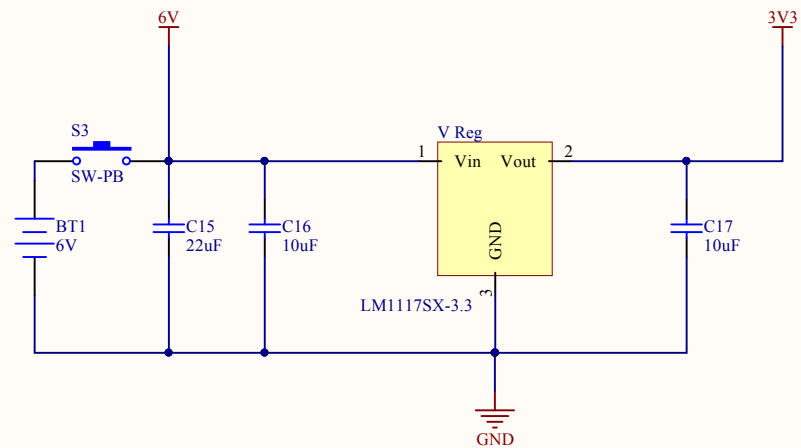 6V
3V3
S3
SW-PB
V Reg
1
Vin
Vout
2
BT1
6V
C15
22uF
C16
10uF
GND
C17
10uF
3
LM1117SX-3.3
GND